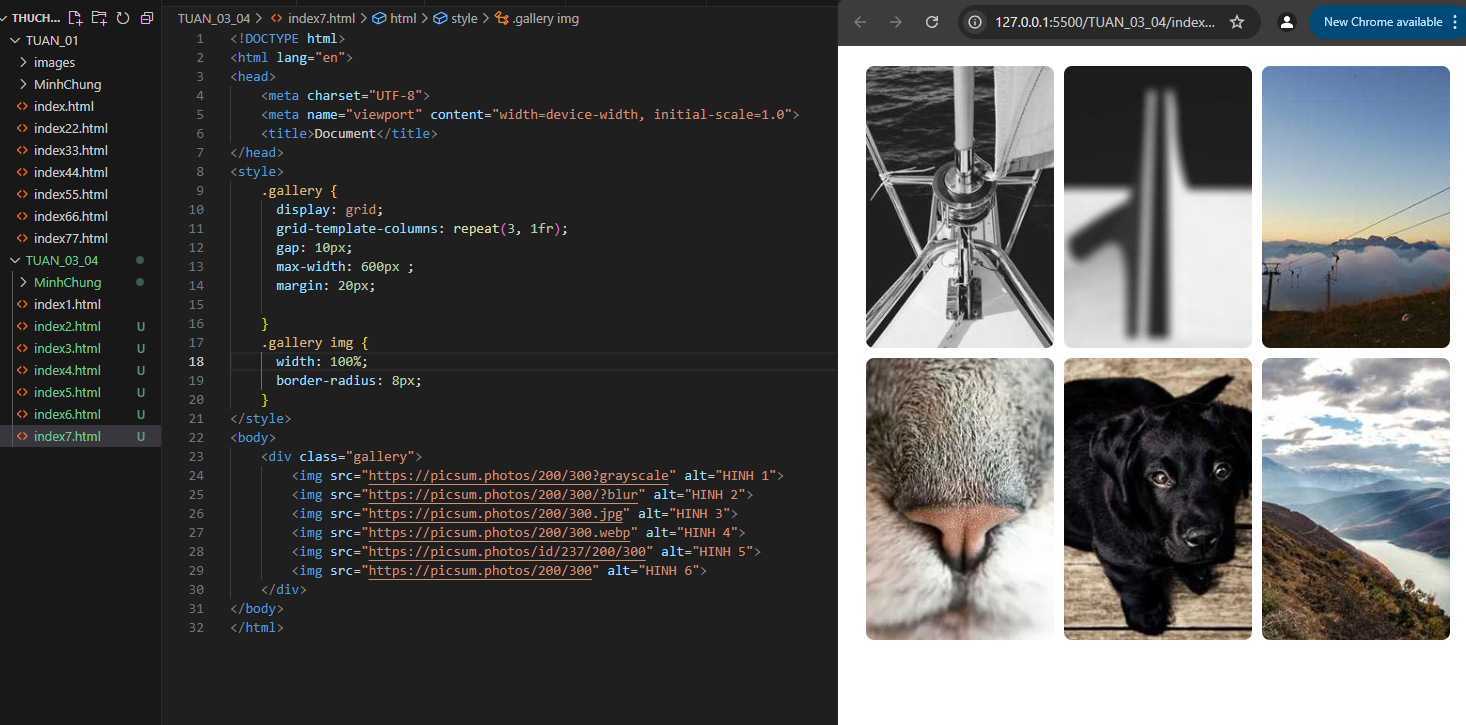 THUCH...
TUAN_01
images
MinhChung
index.html
index22.html
index33.html
index44.html
index55.html
index66.html
index77.html
TUAN_03_04
MinhChung
index1.html
index2.html U
index3.html U
index4.html U
index5.html U
index6.html U
index7.html U
TUAN_03_04 > index7.html > html > style > .gallery img
1 <!DOCTYPE html>
2 <html lang="en">
3 <head>
4 <meta charset="UTF-8">
5 <meta name="viewport" content="width=device-width, initial-scale=1.0">
6 <title>Document</title>
7 </head>
8 <style>
9 .gallery {
10 display: grid;
11 grid-template-columns: repeat(3, 1fr);
12 gap: 10px;
13 max-width: 600px ;
14 margin: 20px;
15
16 }
17 .gallery img {
18 width: 100%;
19 border-radius: 8px;
20 }
21 </style>
22 <body>
23 <div class="gallery">
24 <img src="https://picsum.photos/200/300?grayscale" alt="HINH 1">
25 <img src="https://picsum.photos/200/300/?blur" alt="HINH 2">
26 <img src="https://picsum.photos/200/300.jpg" alt="HINH 3">
27 <img src="https://picsum.photos/200/300.webp" alt="HINH 4">
28 <img src="https://picsum.photos/id/237/200/300" alt="HINH 5">
29 <img src="https://picsum.photos/200/300" alt="HINH 6">
30 </div>
31 </body>
32 </html>
127.0.0.1:5500/TUAN_03_04/index...
New Chrome available